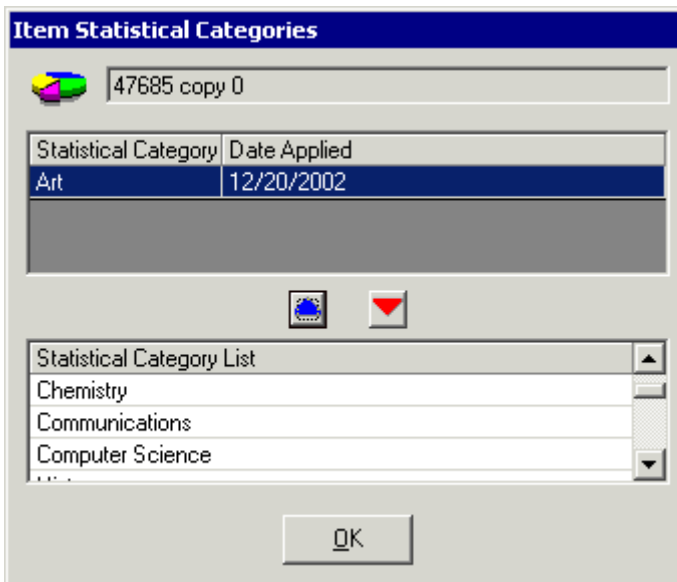 Item Statistical Categories
47685 copy 0
Statistical Category Date Applied
Art 12/20/2002
Statistical Category List
Chemistry
Communications
Computer Science
OK